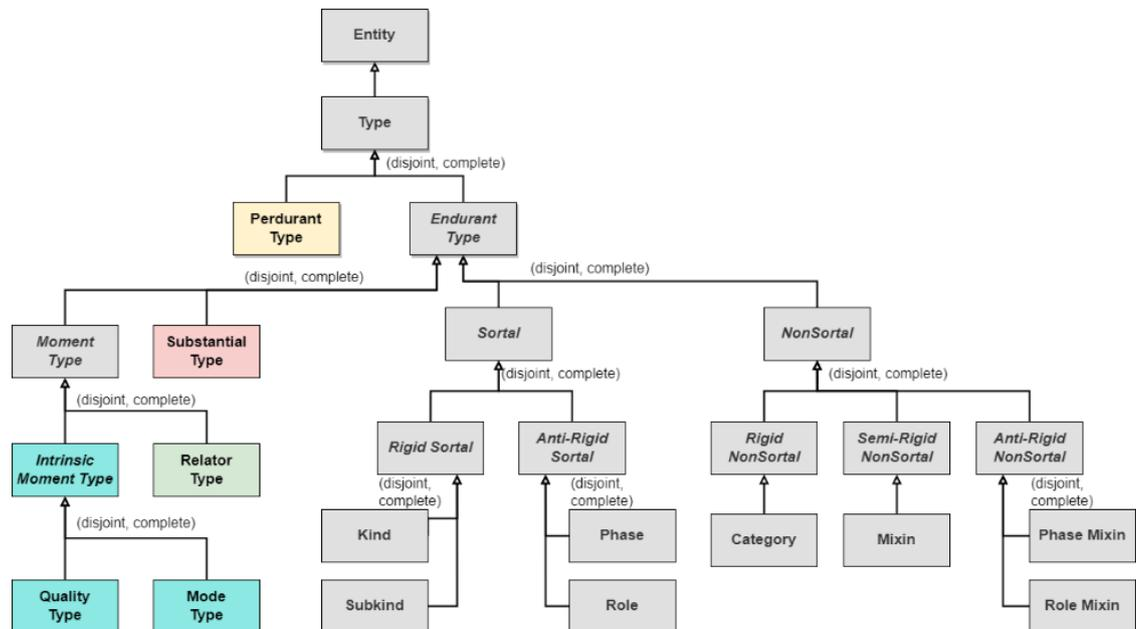 Entity
Type
(disjoint, complete)
Perdurant
Type
Endurant
Type
(disjoint, complete)
(disjoint, complete)
Moment
Type
Substantial
Type
Sortal
NonSortal
(disjoint, complete)
(disjoint, complete)
(disjoint, complete)
Intrinsic
Moment Type
Relator
Type
Rigid Sortal
Anti-Rigid
Sortal
Rigid
NonSortal
Semi-Rigid
NonSortal
Anti-Rigid
NonSortal
(disjoint, complete)
(disjoint,
complete)
(disjoint,
complete)
(disjoint,
complete)
Kind
Phase
Category
Mixin
Phase Mixin
Quality
Type
Mode
Type
Subkind
Role
Role Mixin